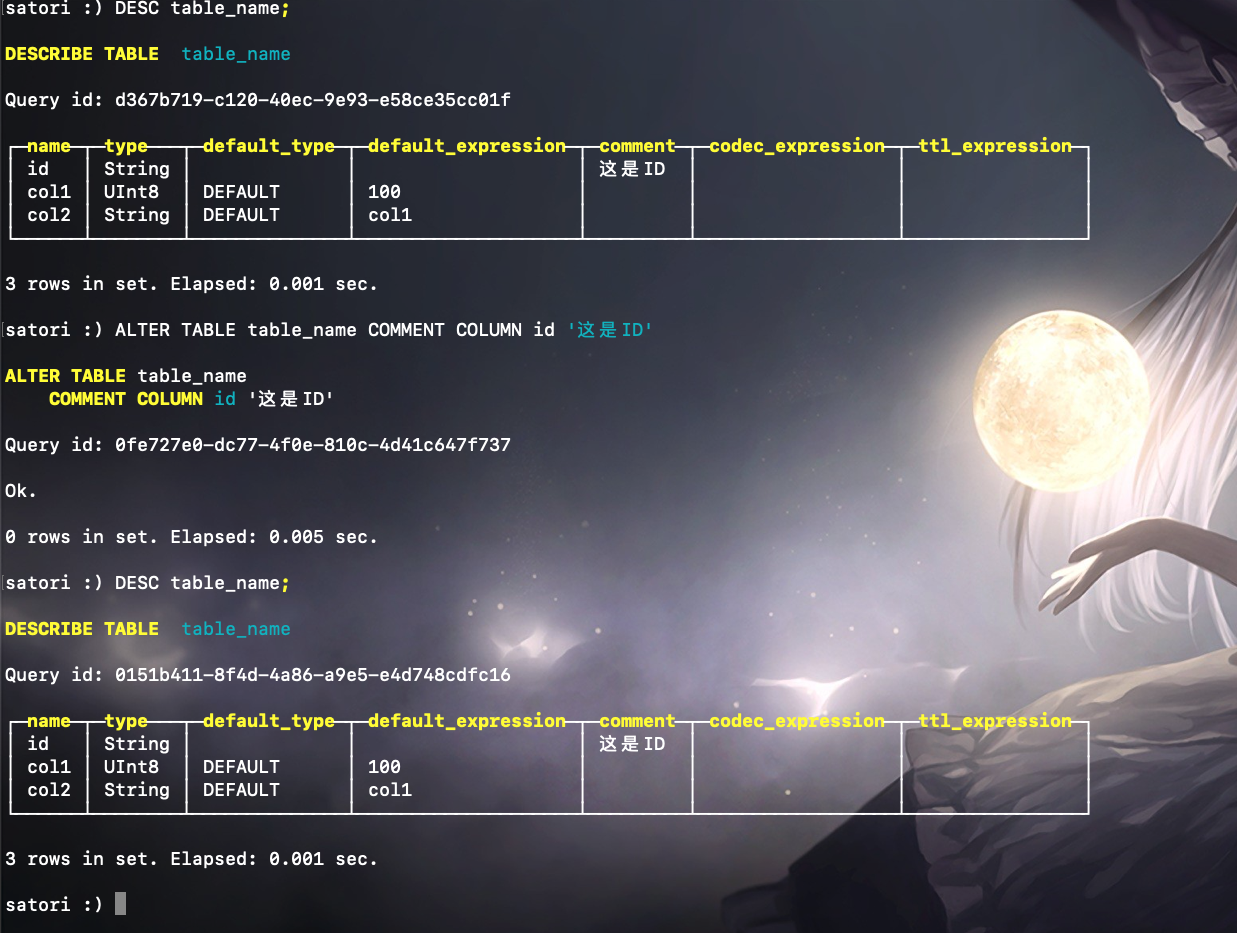 satori :) DESC table_name;
DESCRIBE TABLE table_name
Query id: d367b719-c120-40ec-9e93-e58ce35cc01f
name type default_type default_expression comment codec_expression ttl_expression
id String 这是ID
col1 UInt8 DEFAULT 100
col2 String DEFAULT col1
3 rows in set. Elapsed: 0.001 sec.
satori :) ALTER TABLE table_name COMMENT COLUMN id '这是ID'
ALTER TABLE table_name
COMMENT COLUMN id '这是ID'
Query id: 0fe727e0-dc77-4f0e-810c-4d41c647f737
Ok.
0 rows in set. Elapsed: 0.005 sec.
satori :) DESC table_name;
DESCRIBE TABLE table_name
Query id: 0151b411-8f4d-4a86-a9e5-e4d748cdfc16
name type default_type default_expression comment codec_expression ttl_expression
id String 这是ID
col1 UInt8 DEFAULT 100
col2 String DEFAULT col1
3 rows in set. Elapsed: 0.001 sec.
satori :)